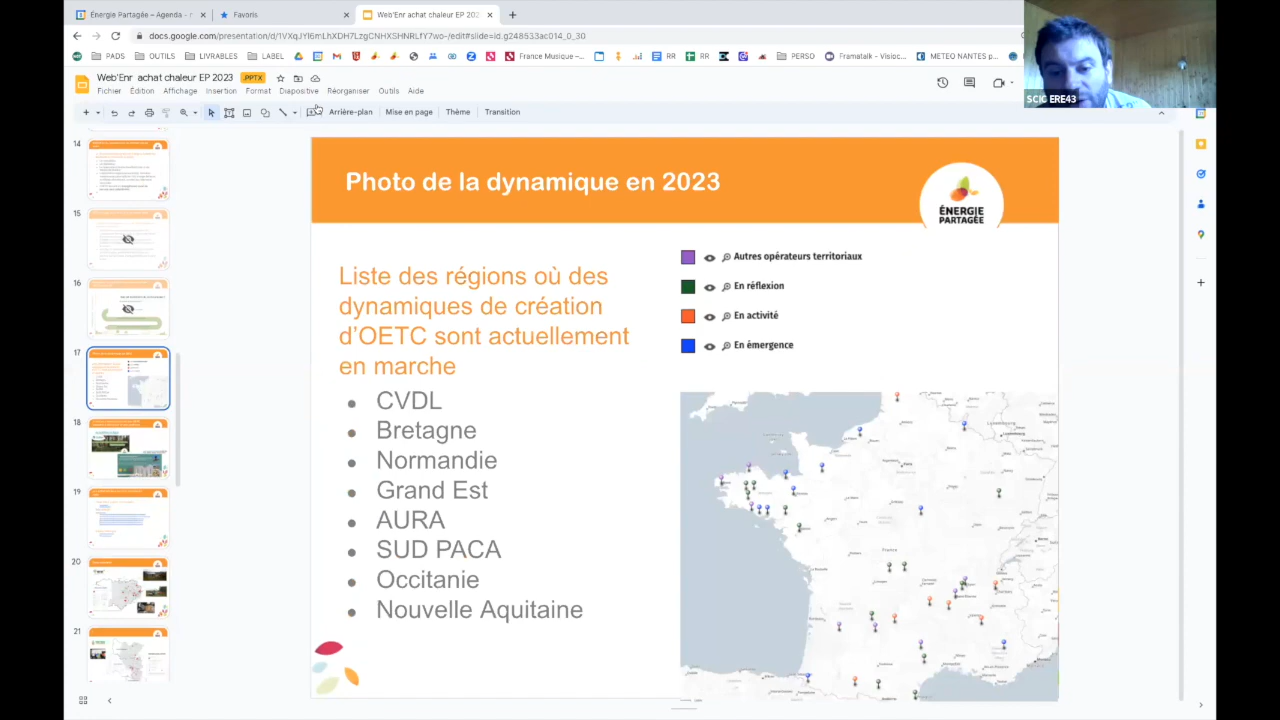 Énergie Partagée – Agenda - r
Favoris
Web'Enr achat chaleur EP 202
docs.google.com/presentation/d/1VXqJYl6mLhXDH7LzgCNHXSHNRLfY7wo-/edit#slide=id.g248533ac014_0_30
PADS
OUTILS
LIVRABLES
LABEL
France Musique –...
RR
RR
PERSO
Framatalk – Visioc...
METEO NANTES p...
Web'Enr achat chaleur EP 2023
.PPTX
Fichier Édition Affichage Insertion Format Diapositive Réorganiser Outils Aide
Arrière-plan Mise en page Thème Transition
SCIC ERE43
14
15
16
17
18
19
20
21
Photo de la dynamique en 2023
ÉNERGIE
PARTAGÉE
Liste des régions où des
dynamiques de création
d'OETC sont actuellement
en marche
● CVDL
● Bretagne
● Normandie
● Grand Est
● AURA
● SUD PACA
● Occitanie
● Nouvelle Aquitaine
Autres opérateurs territoriaux
En réflexion
En activité
En émergence
Luxembourg
France